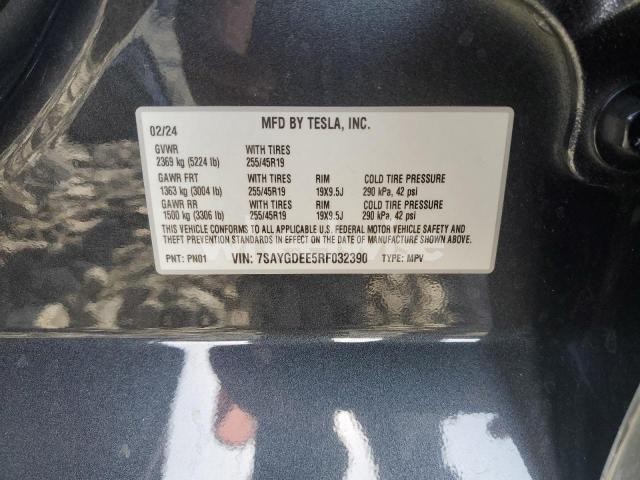 02/24 MFD BY TESLA, INC.
GVWR WITH TIRES
2369 kg (5224 lb) 255/45R19
GAWR FRT WITH TIRES RIM COLD TIRE PRESSURE
1363 kg (3004 lb) 255/45R19 19X9.5J 290 kPa, 42 psi
GAWR RR WITH TIRES RIM COLD TIRE PRESSURE
1500 kg (3306 lb) 255/45R19 19X9.5J 290 kPa, 42 psi
THIS VEHICLE CONFORMS TO ALL APPLICABLE U.S. FEDERAL MOTOR VEHICLE SAFETY AND
THEFT PREVENTION STANDARDS IN EFFECT ON THE DATE OF MANUFACTURE SHOWN ABOVE.
PNT: PN01 VIN: 7SAYGDEE5RF032390 TYPE: MPV